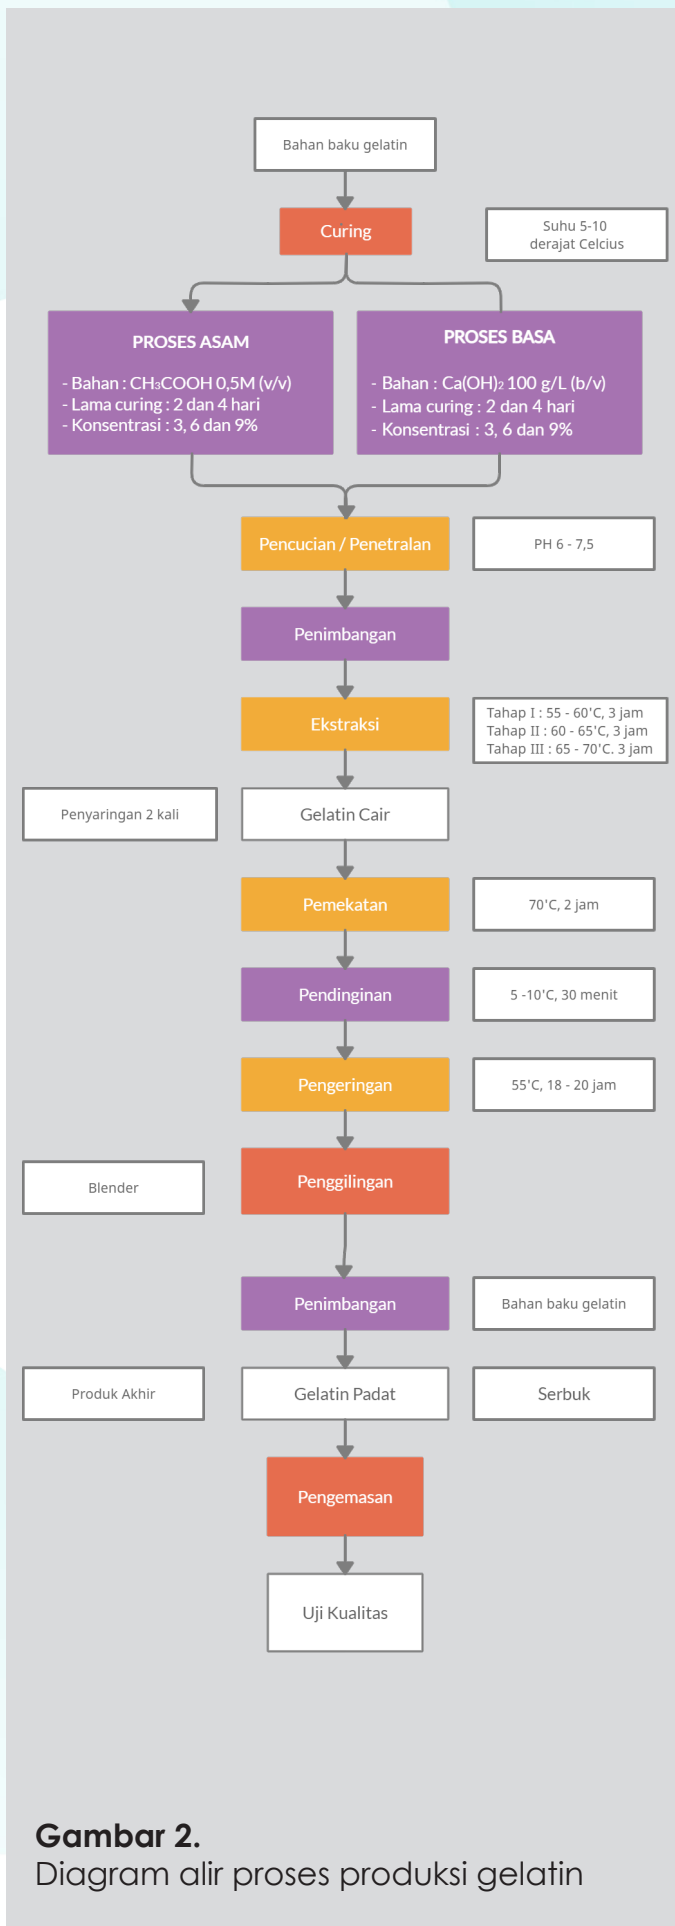 Bahan baku gelatin
Curing
Suhu 5-10
derajat Celcius
PROSES ASAM
- Bahan : CH₃COOH 0,5M (v/v)
- Lama curing : 2 dan 4 hari
- Konsentrasi : 3, 6 dan 9%
PROSES BASA
- Bahan : Ca(OH)₂ 100 g/L (b/v)
- Lama curing : 2 dan 4 hari
- Konsentrasi : 3, 6 dan 9%
Pencucian / Penetralan
PH 6 - 7,5
Penimbangan
Ekstraksi
Tahap I : 55 - 60'C, 3 jam
Tahap II : 60 - 65'C, 3 jam
Tahap III : 65 - 70'C. 3 jam
Penyaringan 2 kali
Gelatin Cair
Pemekatan
70'C, 2 jam
Pendinginan
5 -10'C, 30 menit
Pengeringan
55'C, 18 - 20 jam
Blender
Penggilingan
Penimbangan
Bahan baku gelatin
Produk Akhir
Gelatin Padat
Serbuk
Pengemasan
Uji Kualitas
Gambar 2.
Diagram alir proses produksi gelatin